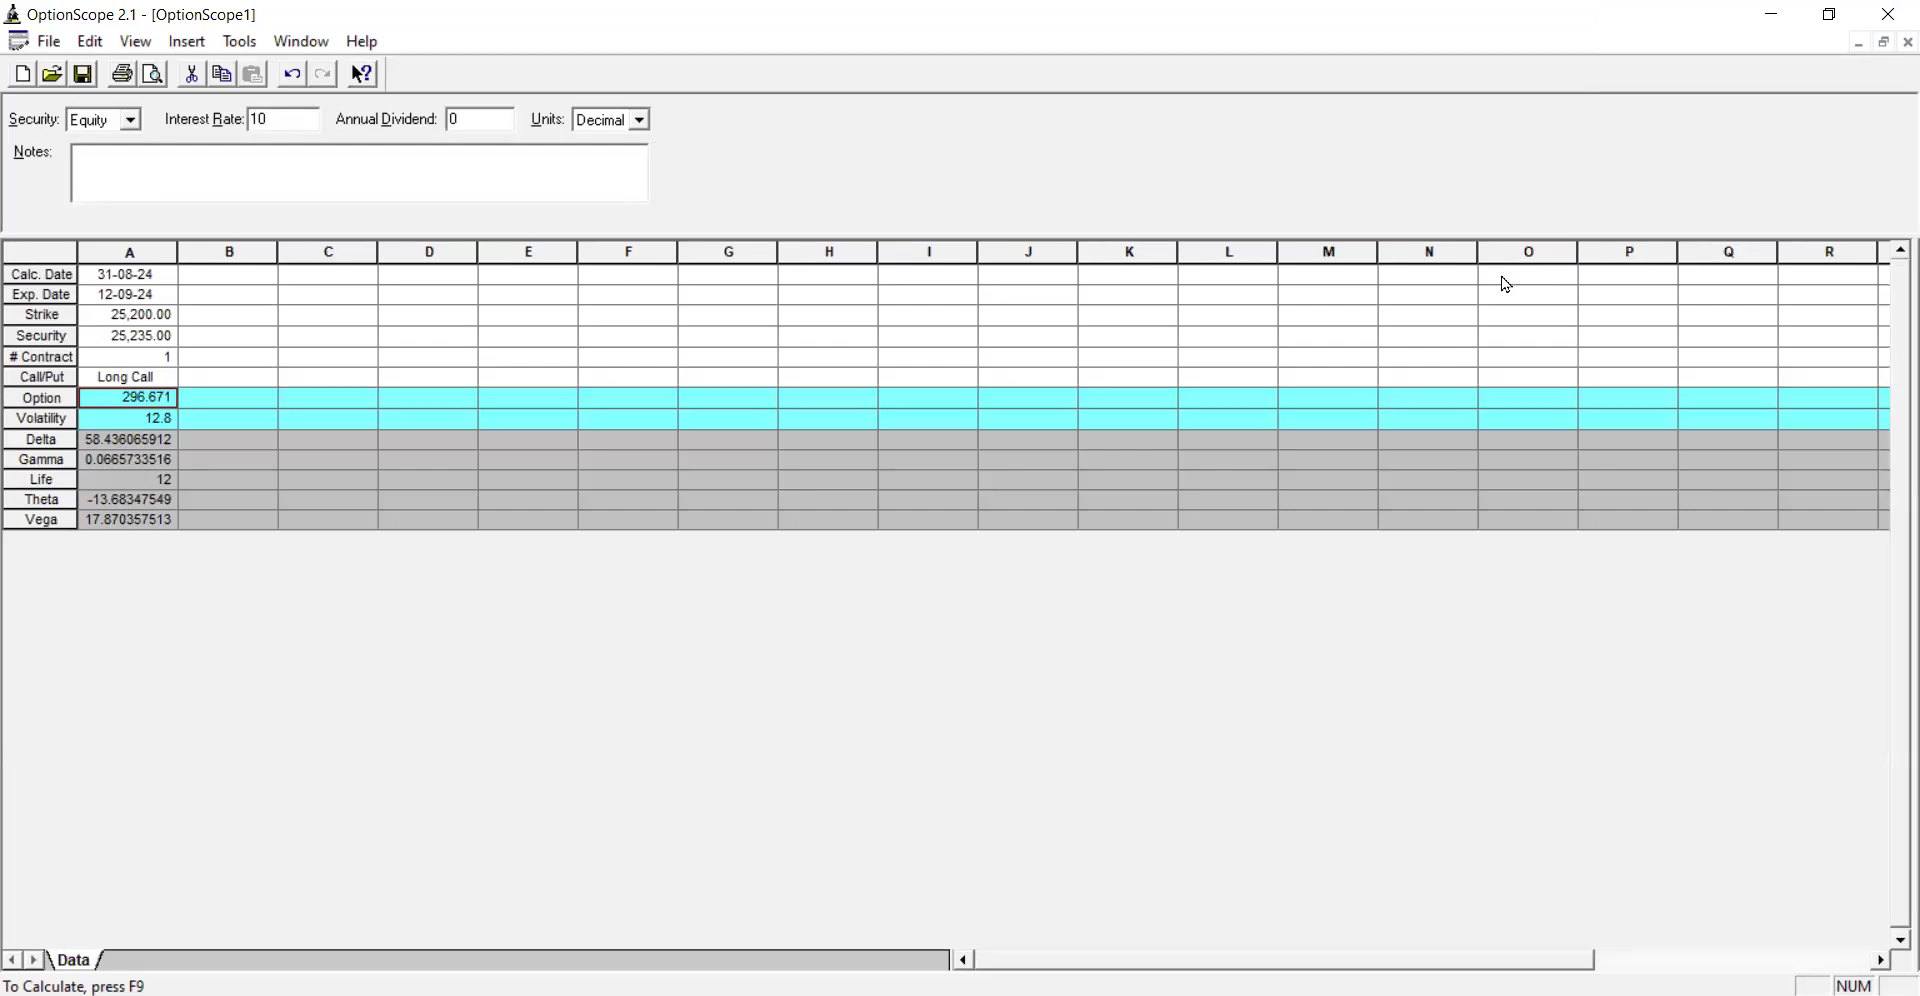 OptionScope 2.1 - [OptionScope1]
File Edit View Insert Tools Window Help
Security: Equity Interest Rate: 10 Annual Dividend: 0 Units: Decimal
Notes:
A B C D E F G H I J K L M N O P Q R
Calc. Date 31-08-24
Exp. Date 12-09-24
Strike 25,200.00
Security 25,235.00
# Contract 1
Call/Put Long Call
Option 296.671
Volatility 12.8
Delta 58.436065912
Gamma 0.0665733516
Life 12
Theta -13.68347549
Vega 17.870357513
Data
To Calculate, press F9 NUM